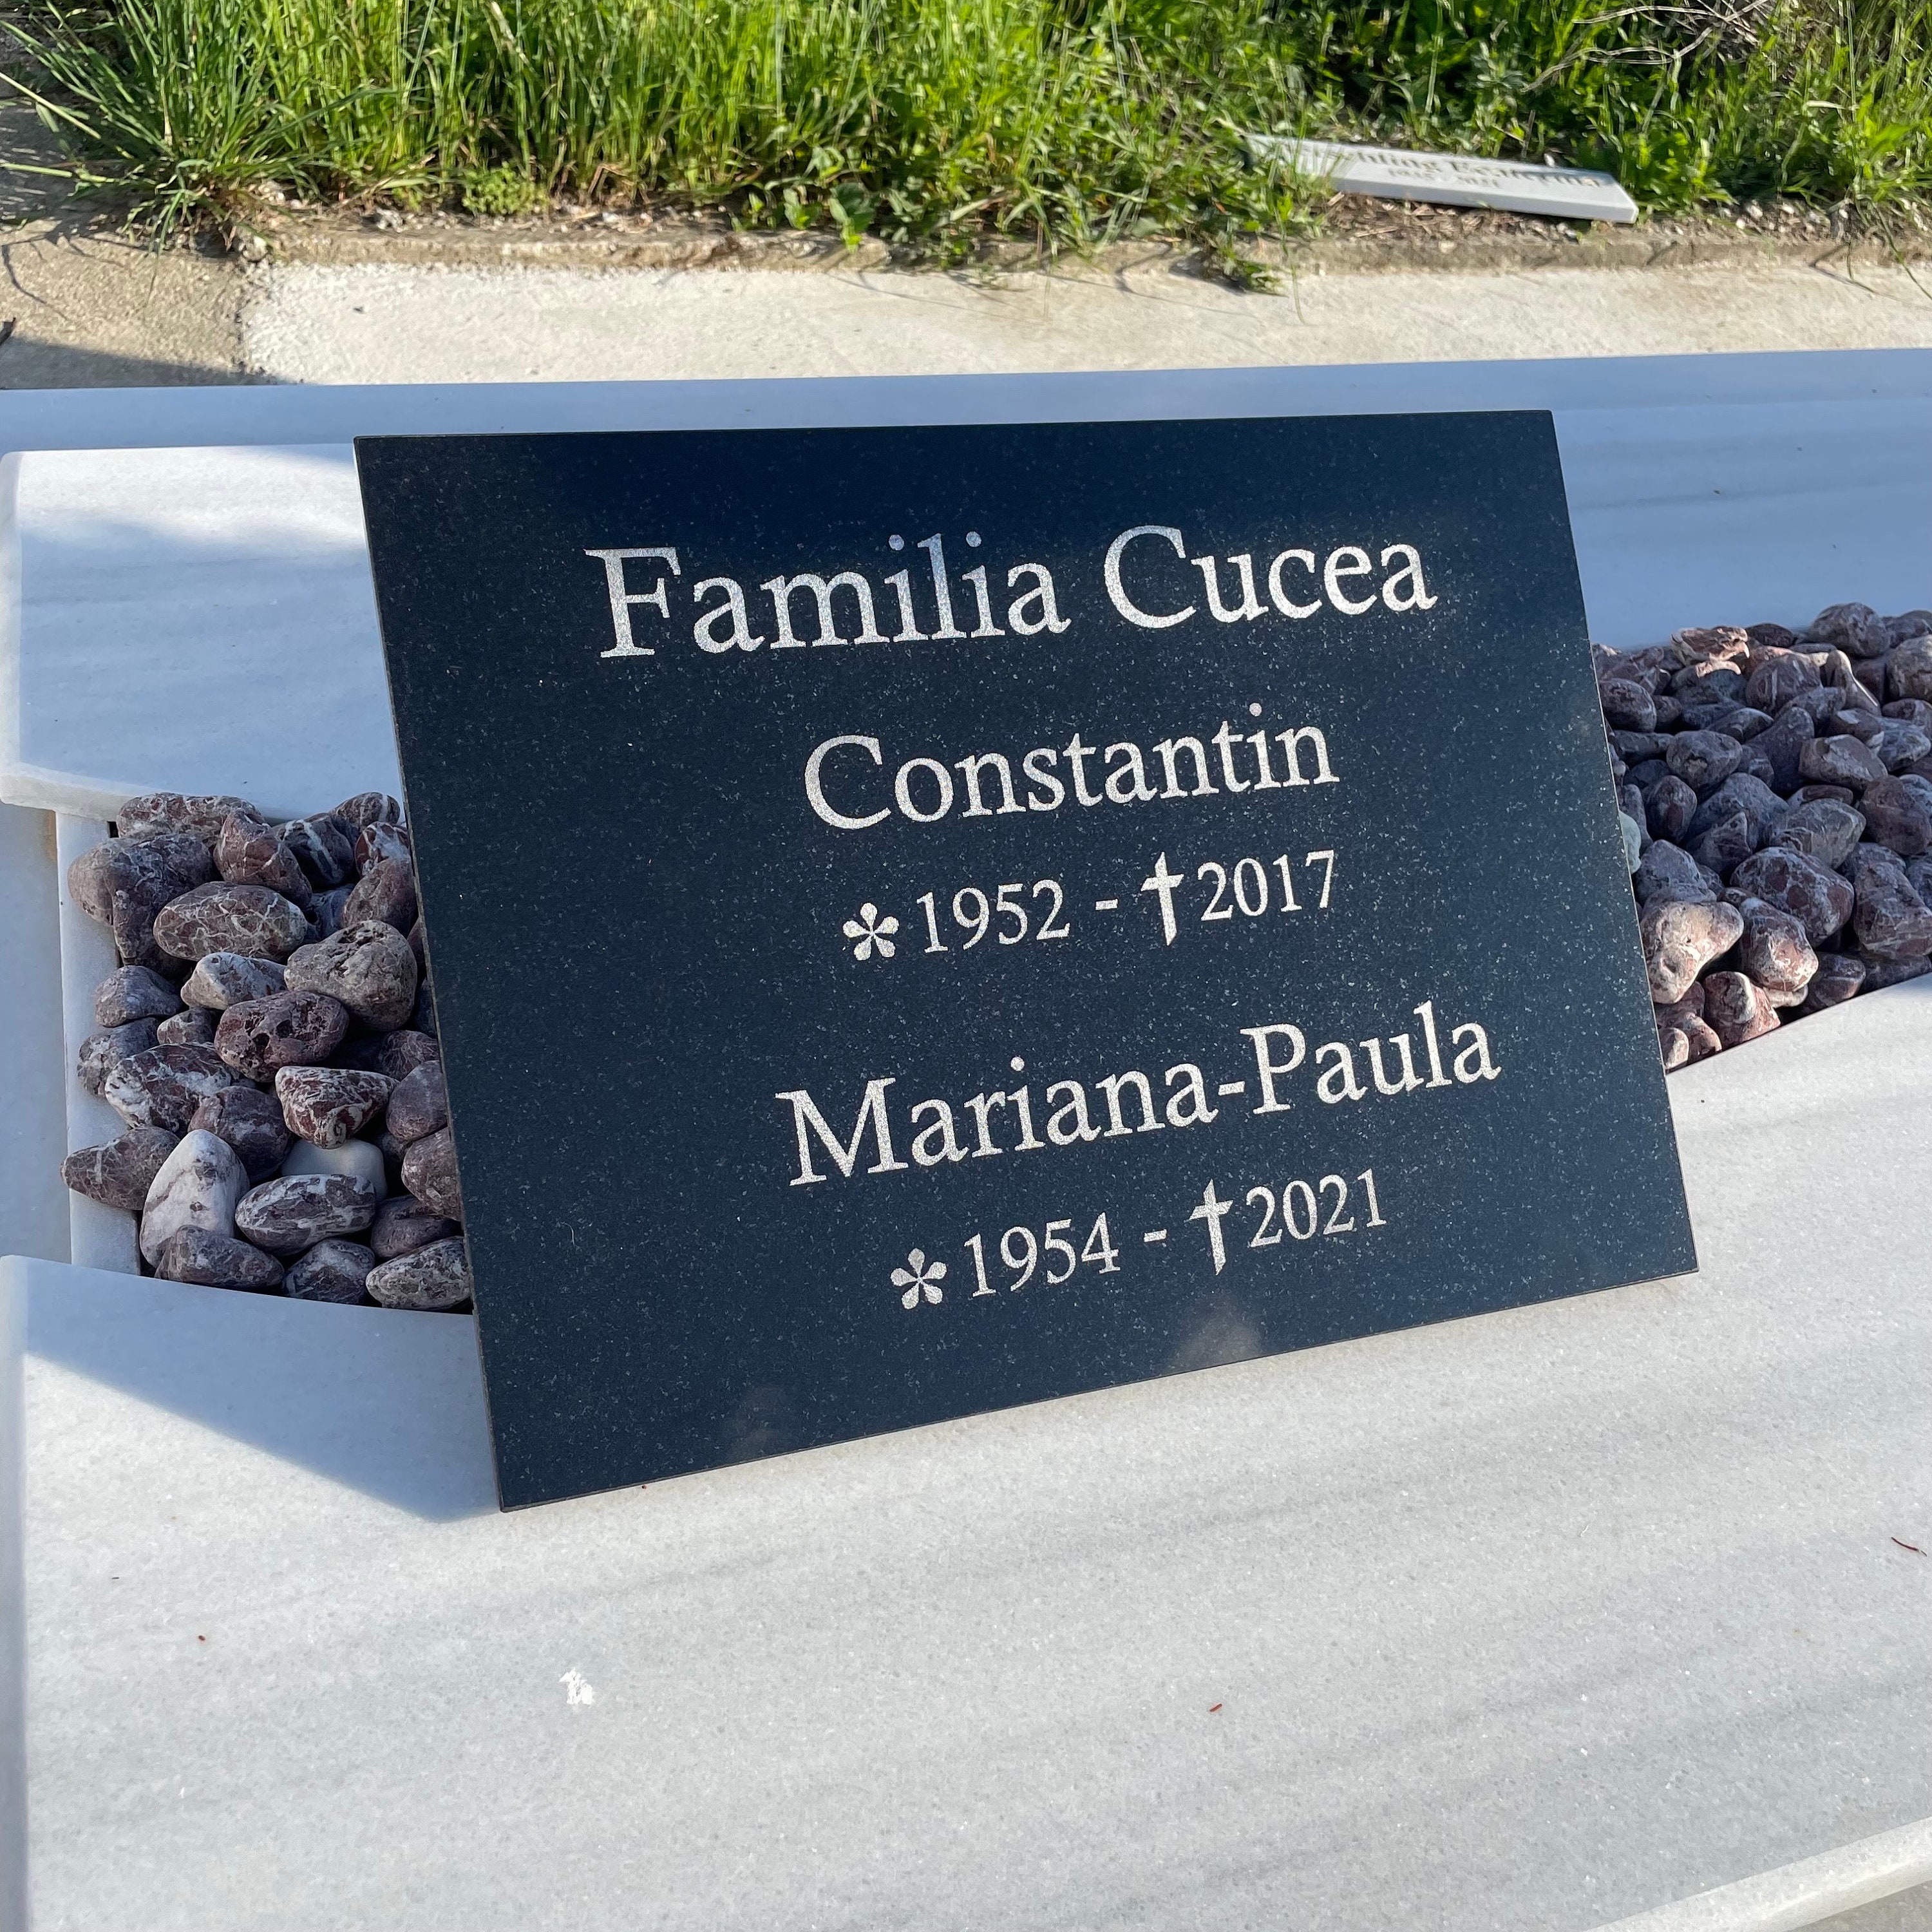 Familia Cucea
Constantin
*1952 - †2017
Mariana-Paula
*1954 - †2021